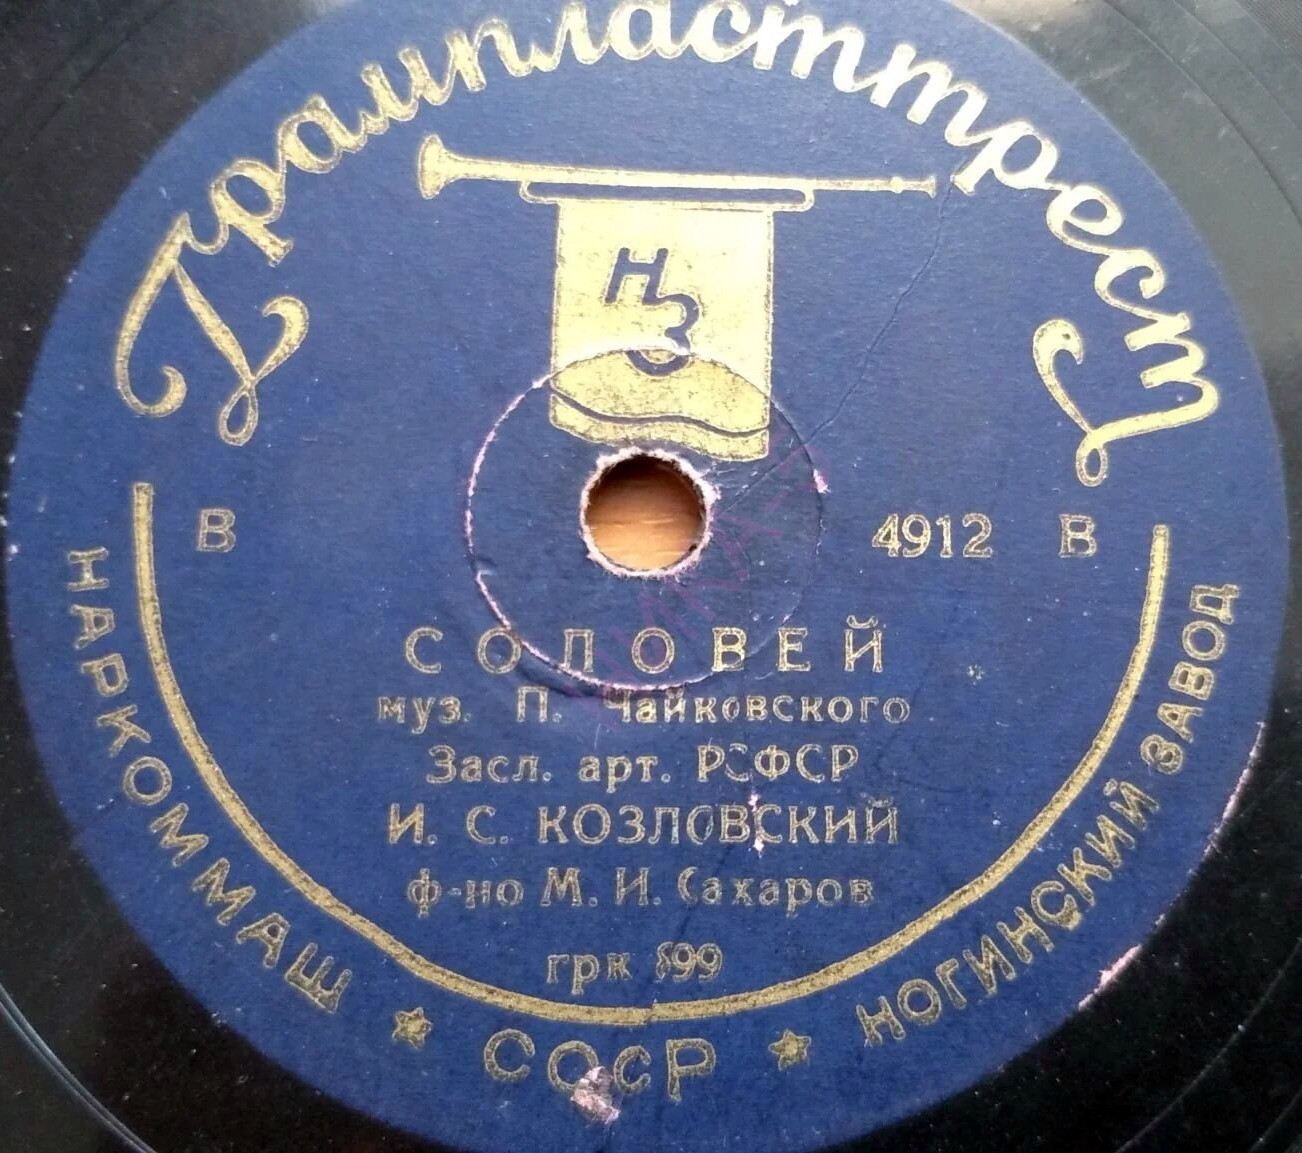 Грампласттрест
НЗ
В 4912 В
СОЛОВЕЙ
муз. П. Чайковского
Засл. арт. РСФСР
И. С. КОЗЛОВСКИЙ
ф-но М. И. Сахаров
грк 899
НАРКОММАШ ★ СССР ★ НОГИНСКИЙ ЗАВОД